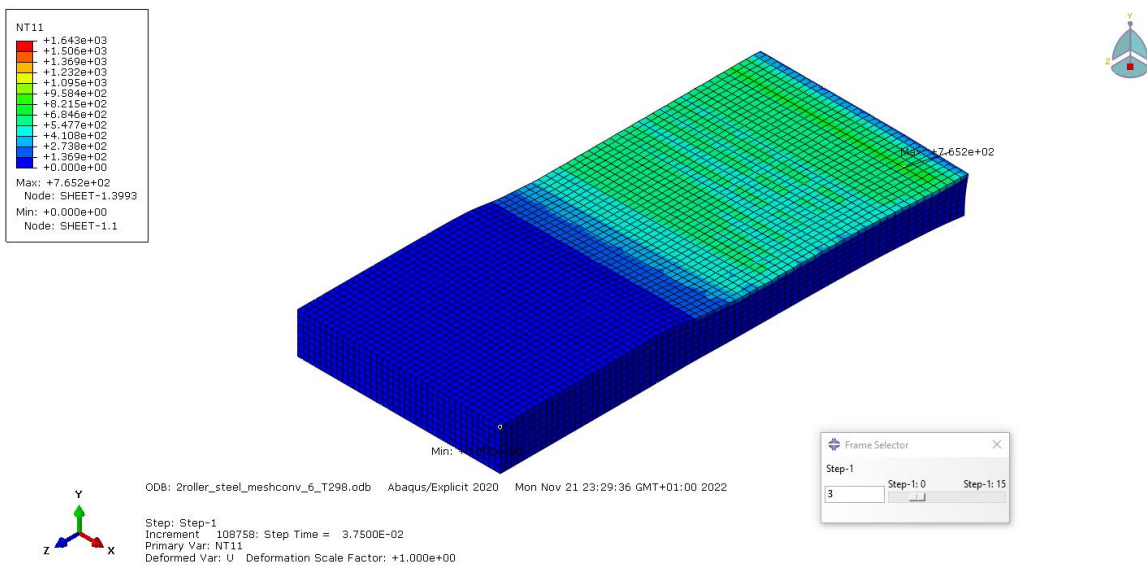 NT11
+1.643e+03
+1.506e+03
+1.369e+03
+1.232e+03
+1.095e+03
+9.584e+02
+8.215e+02
+6.846e+02
+5.477e+02
+4.108e+02
+2.738e+02
+1.369e+02
+0.000e+00
Max: +7.652e+02
Node: SHEET-1.3993
Min: +0.000e+00
Node: SHEET-1.1
Y
Z
Max: +7.652e+02
Min:
Frame Selector
Step-1
Step-1: 0
Step-1: 15
3
ODB: 2roller_steel_meshconv_6_T298.odb Abaqus/Explicit 2020 Mon Nov 21 23:29:36 GMT+01:00 2022
Y
Z
X
Step: Step-1
Increment 108758: Step Time = 3.7500E-02
Primary Var: NT11
Deformed Var: U Deformation Scale Factor: +1.000e+00